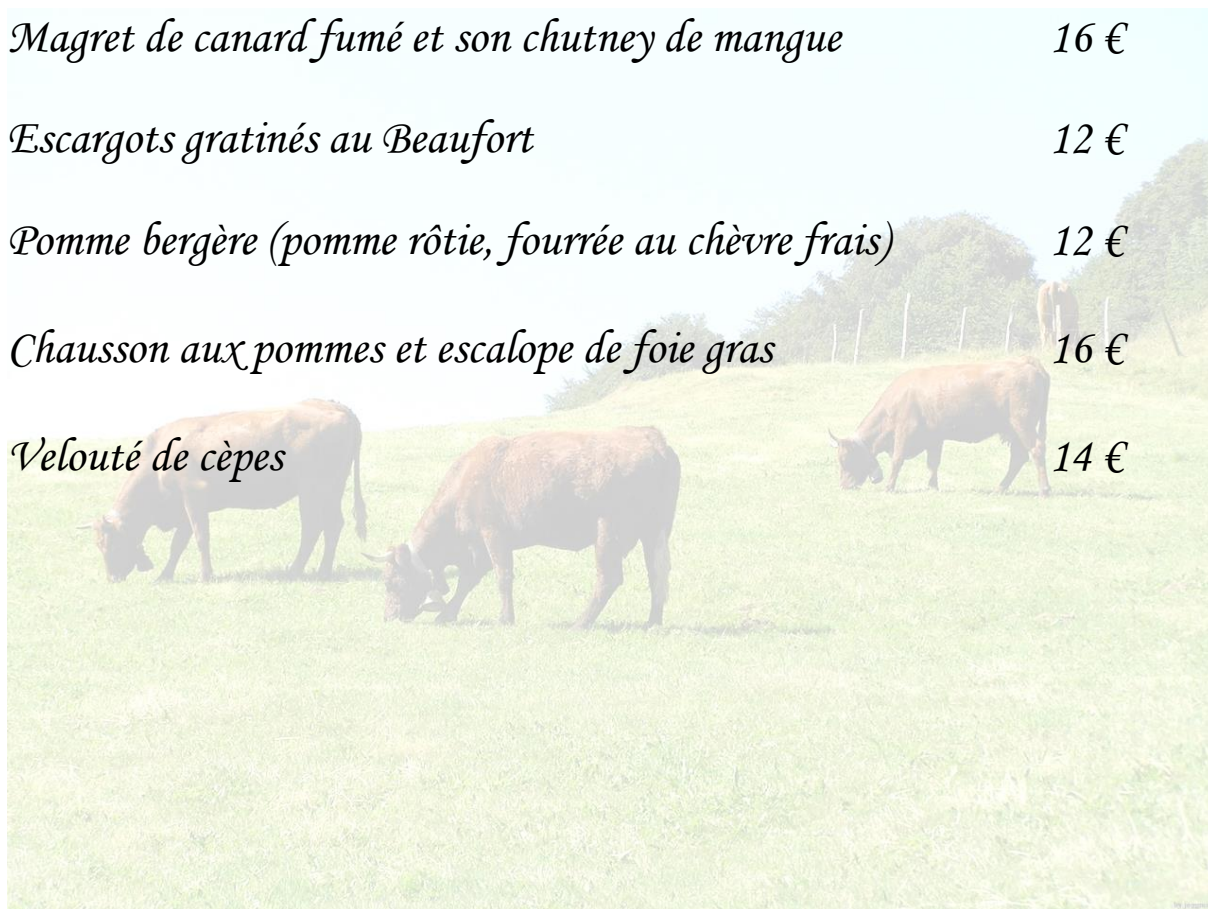 Magret de canard fumé et son chutney de mangue 16 €
Escargots gratinés au Beaufort 12 €
Pomme bergère (pomme rôtie, fourrée au chèvre frais) 12 €
Chausson aux pommes et escalope de foie gras 16 €
Velouté de cèpes 14 €